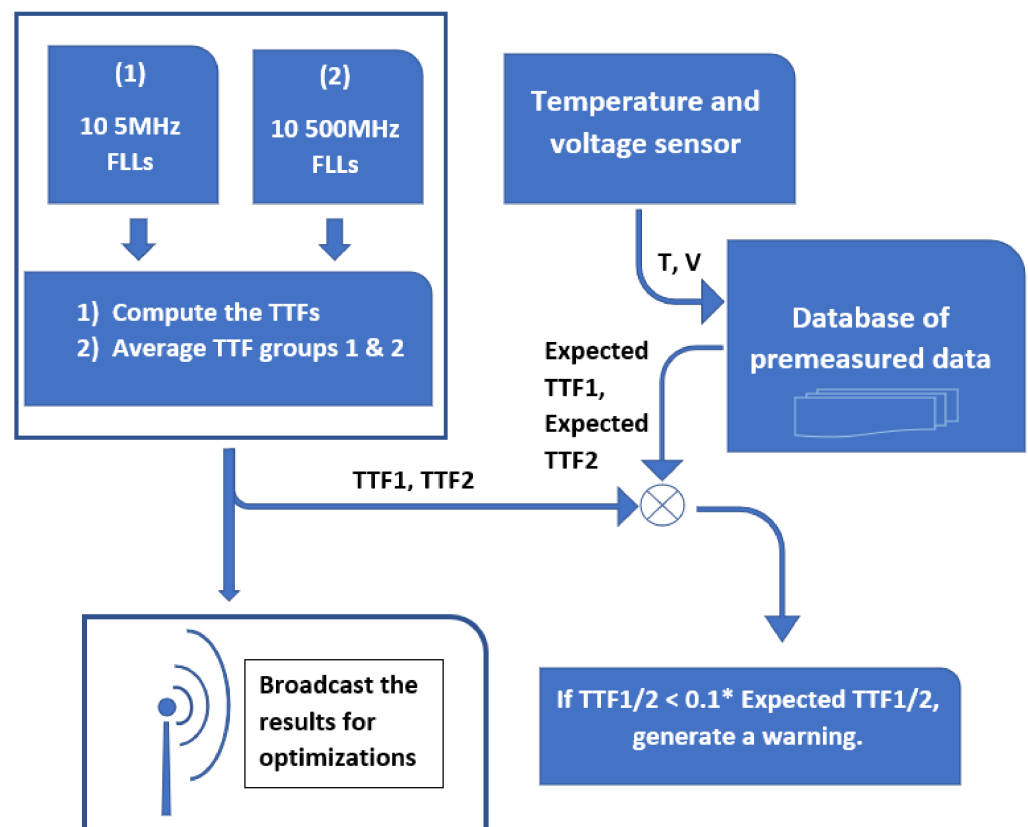 (1)
10 5MHz
FLLs
(2)
10 500MHz
FLLs
Temperature and
voltage sensor
1) Compute the TTFs
2) Average TTF groups 1 & 2
T, V
Database of
premeasured data
Expected
TTF1,
Expected
TTF2
TTF1, TTF2
Broadcast the
results for
optimizations
If TTF1/2 < 0.1* Expected TTF1/2,
generate a warning.